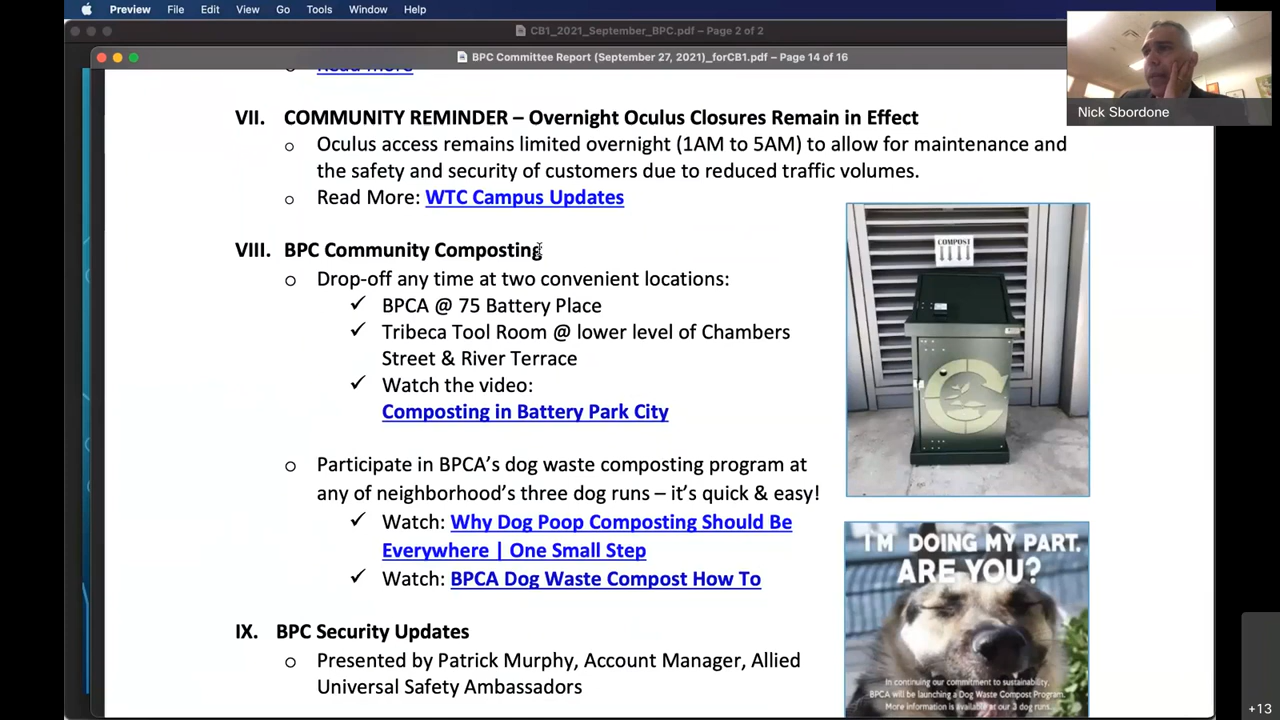 Preview File Edit View Go Tools Window Help
CB1_2021_September_BPC.pdf – Page 2 of 2
BPC Committee Report (September 27, 2021)_forCB1.pdf – Page 14 of 16
Nick Sbordone
o Read more
VII. COMMUNITY REMINDER – Overnight Oculus Closures Remain in Effect
o Oculus access remains limited overnight (1AM to 5AM) to allow for maintenance and
the safety and security of customers due to reduced traffic volumes.
o Read More: WTC Campus Updates
VIII. BPC Community Composting
o Drop-off any time at two convenient locations:
✓ BPCA @ 75 Battery Place
✓ Tribeca Tool Room @ lower level of Chambers
Street & River Terrace
✓ Watch the video:
Composting in Battery Park City
COMPOST
o Participate in BPCA’s dog waste composting program at
any of neighborhood’s three dog runs – it’s quick & easy!
✓ Watch: Why Dog Poop Composting Should Be
Everywhere | One Small Step
✓ Watch: BPCA Dog Waste Compost How To
I'M DOING MY PART.
ARE YOU?
In continuing our commitment to sustainability,
BPCA will be launching a Dog Waste Compost Program.
More information is available at our 3 dog runs.
IX. BPC Security Updates
o Presented by Patrick Murphy, Account Manager, Allied
Universal Safety Ambassadors
+13